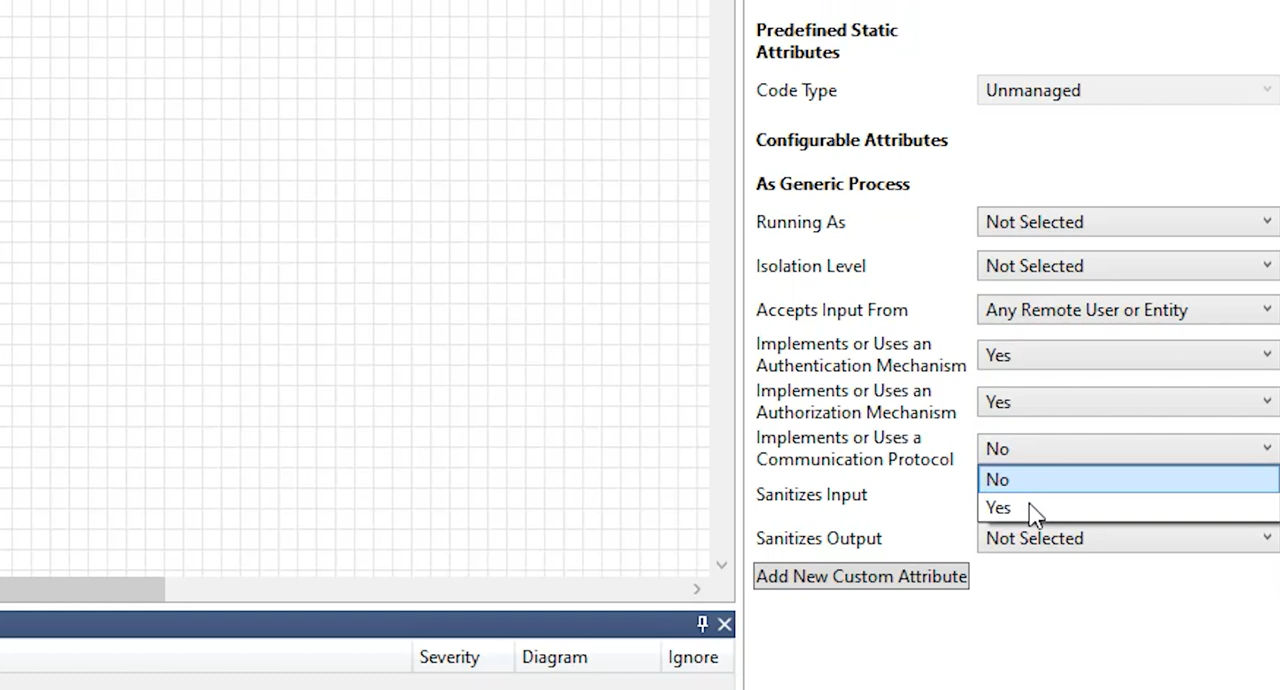 Predefined Static
Attributes
Code Type
Unmanaged
Configurable Attributes
As Generic Process
Running As
Not Selected
Isolation Level
Not Selected
Accepts Input From
Any Remote User or Entity
Implements or Uses an
Authentication Mechanism
Yes
Implements or Uses an
Authorization Mechanism
Yes
Implements or Uses a
Communication Protocol
No
No
Sanitizes Input
Yes
Sanitizes Output
Not Selected
Add New Custom Attribute
Severity
Diagram
Ignore